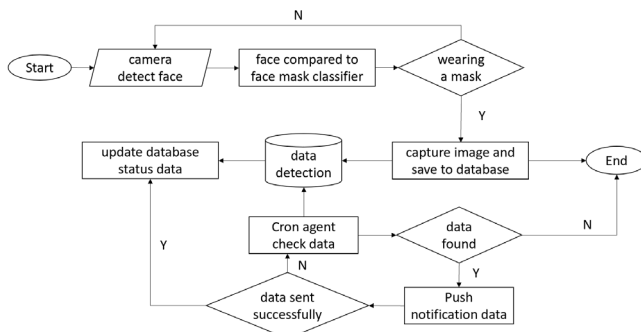 N
Start
camera
detect face
face compared to
face mask classifier
wearing
a mask
Y
update database
status data
data
detection
capture image and
save to database
End
Cron agent
check data
data
found
N
Y
N
Y
data sent
successfully
Push
notification data